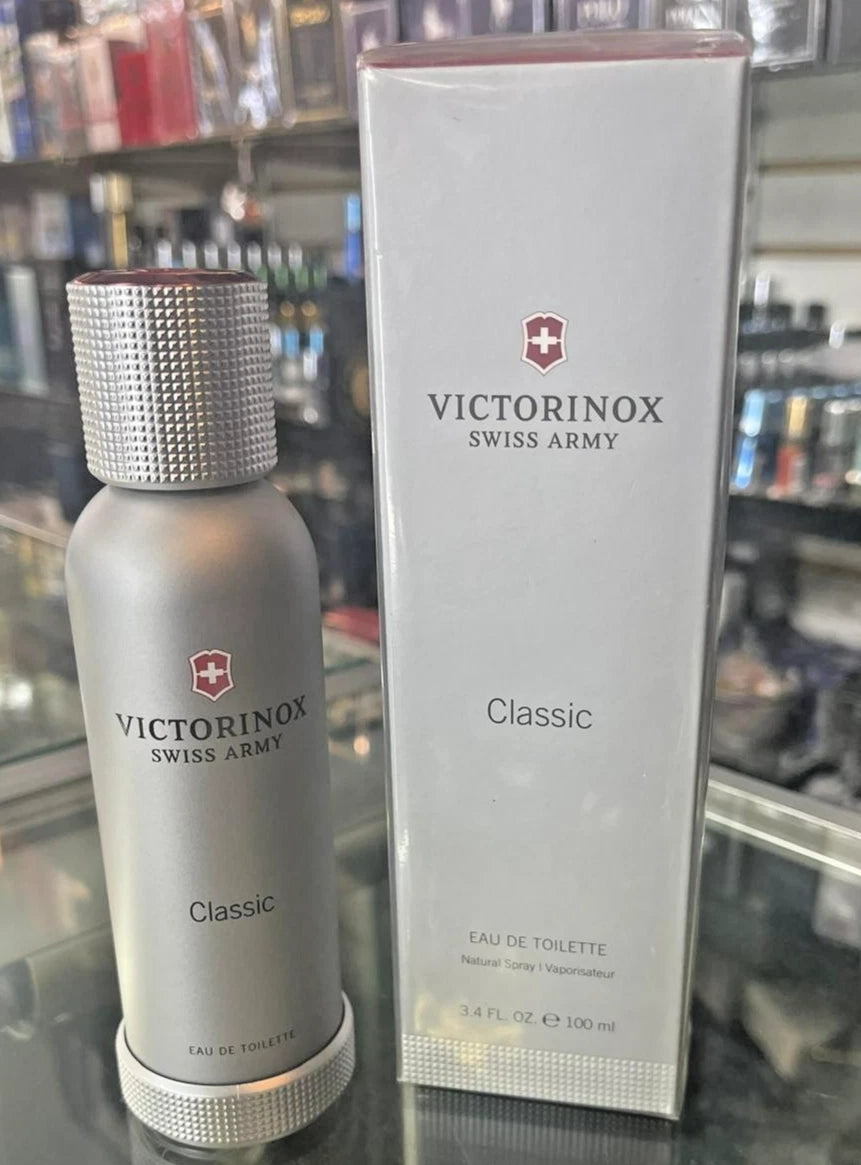 VICTORINOX
SWISS ARMY
Classic
EAU DE TOILETTE
VICTORINOX
SWISS ARMY
Classic
EAU DE TOILETTE
Natural Spray | Vaporisateur
3.4 FL. OZ. ℮ 100 ml